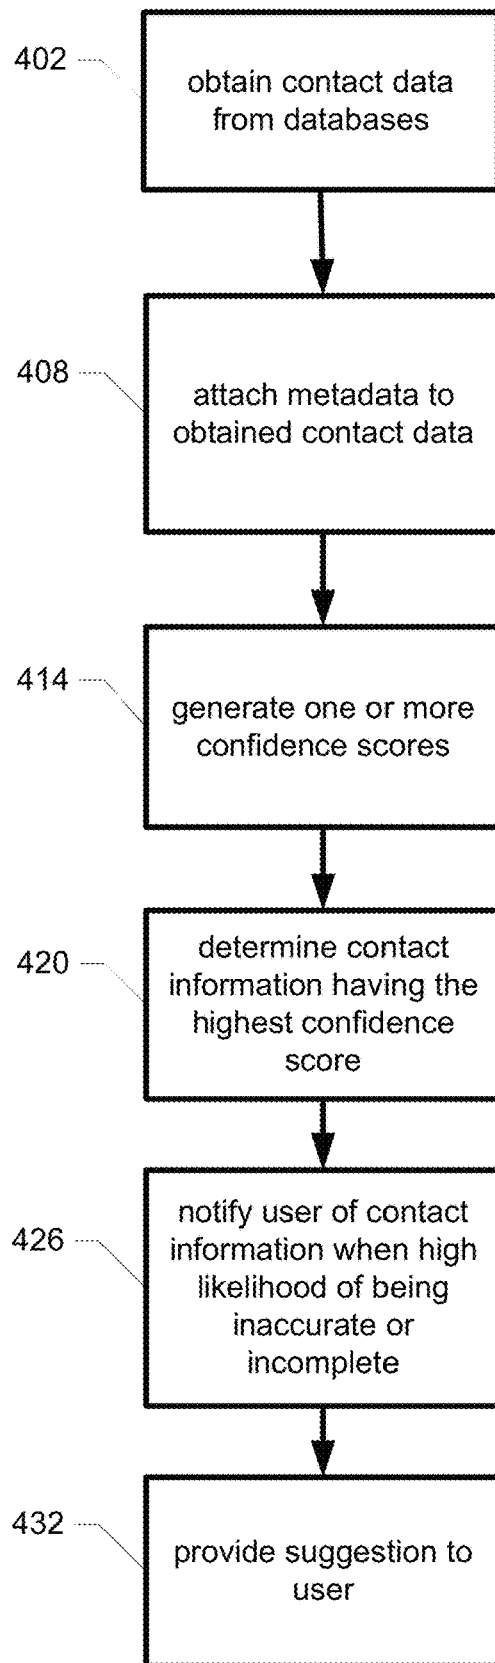 402
obtain contact data
from databases
408
attach metadata to
obtained contact data
414
generate one or more
confidence scores
420
determine contact
information having the
highest confidence
score
426
notify user of contact
information when high
likelihood of being
inaccurate or
incomplete
432
provide suggestion to
user